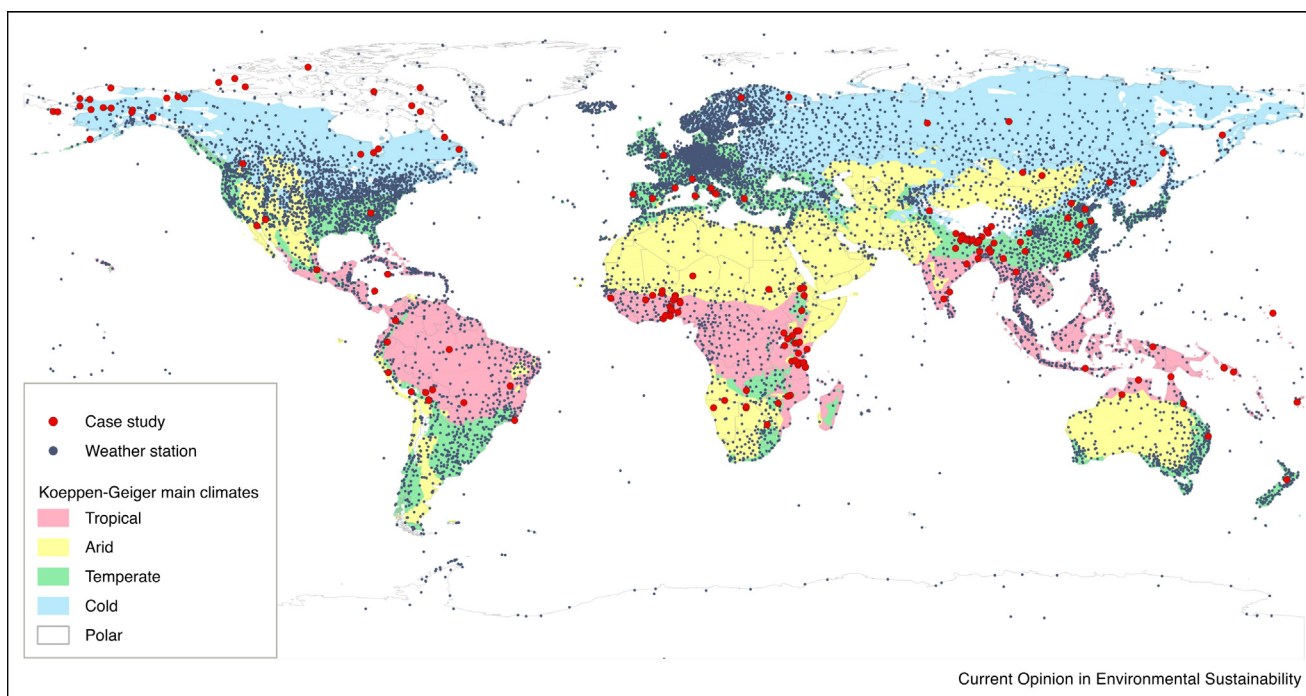 Case study
Weather station
Koeppen-Geiger main climates
Tropical
Arid
Temperate
Cold
Polar
Current Opinion in Environmental Sustainability